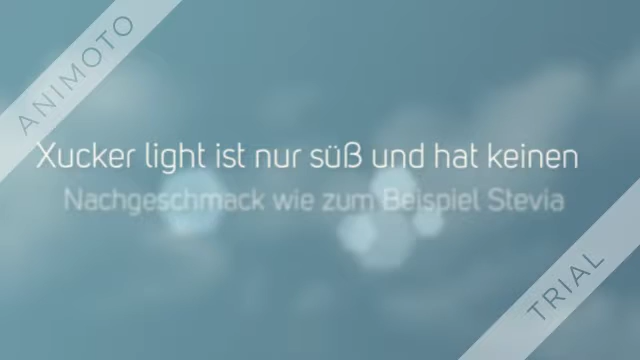 ANIMOTO
Xucker light ist nur süß und hat keinen
Nachgeschmack wie zum Beispiel Stevia
TRIAL